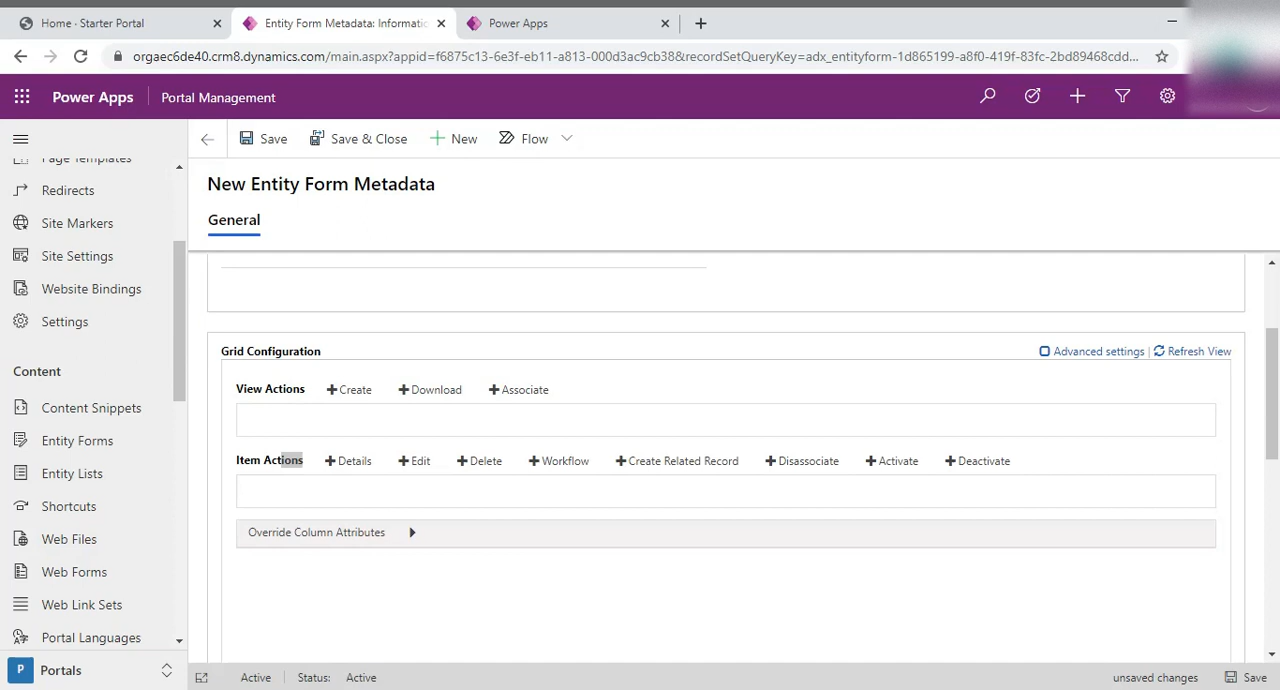 Home · Starter Portal
Entity Form Metadata: Informatic
Power Apps
orgaec6de40.crm8.dynamics.com/main.aspx?appid=f6875c13-6e3f-eb11-a813-000d3ac9cb38&recordSetQueryKey=adx_entityform-1d865199-a8f0-419f-83fc-2bd89468cdd...
Power Apps
Portal Management
Save
Save & Close
New
Flow
New Entity Form Metadata
General
Page Templates
Redirects
Site Markers
Site Settings
Website Bindings
Settings
Content
Content Snippets
Entity Forms
Entity Lists
Shortcuts
Web Files
Web Forms
Web Link Sets
Portal Languages
P Portals
Grid Configuration
Advanced settings | Refresh View
View Actions
Create
Download
Associate
Item Actions
Details
Edit
Delete
Workflow
Create Related Record
Disassociate
Activate
Deactivate
Override Column Attributes
Active
Status:
Active
unsaved changes
Save